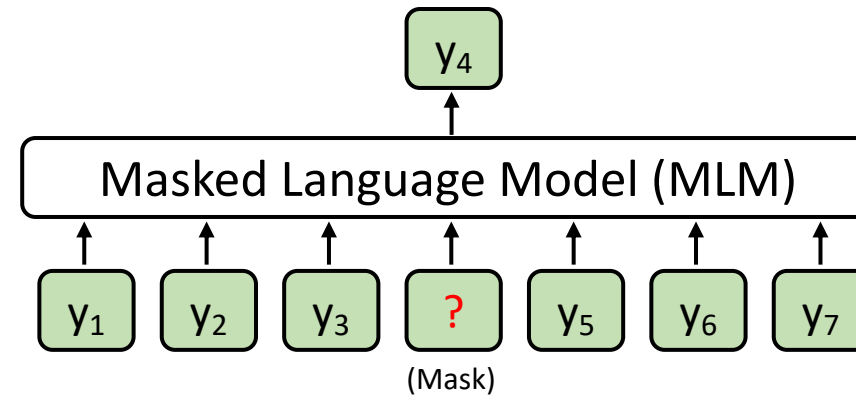 y₄
Masked Language Model (MLM)
y₁ y₂ y₃ ? y₅ y₆ y₇
(Mask)